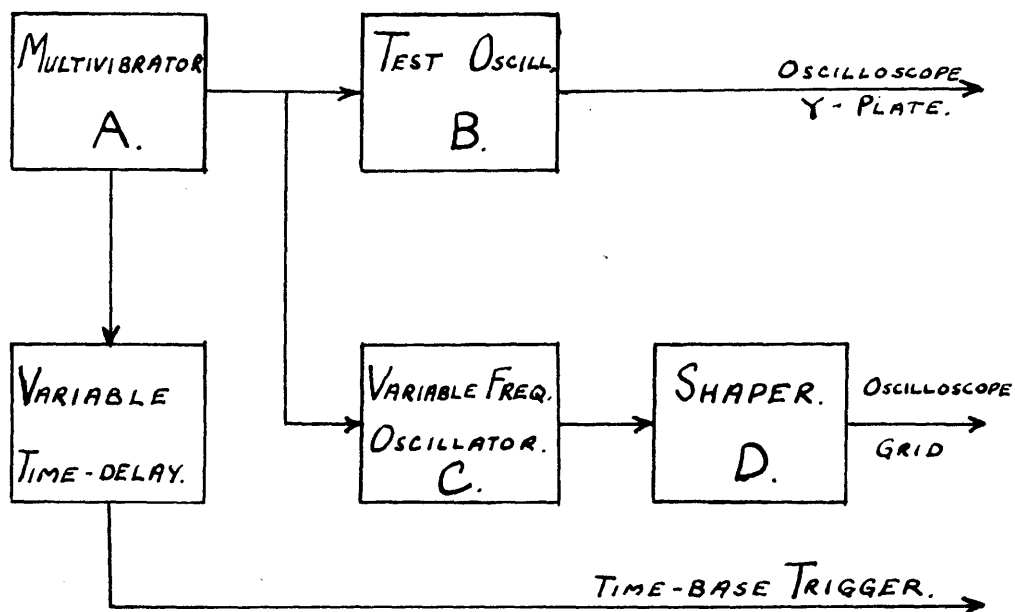 MULTIVIBRATOR
A.
TEST OSCILL.
B.
OSCILLOSCOPE
Y-PLATE.
VARIABLE
TIME-DELAY.
VARIABLE FREQ.
OSCILLATOR.
C.
SHAPER.
D.
OSCILLOSCOPE
GRID
TIME-BASE TRIGGER.